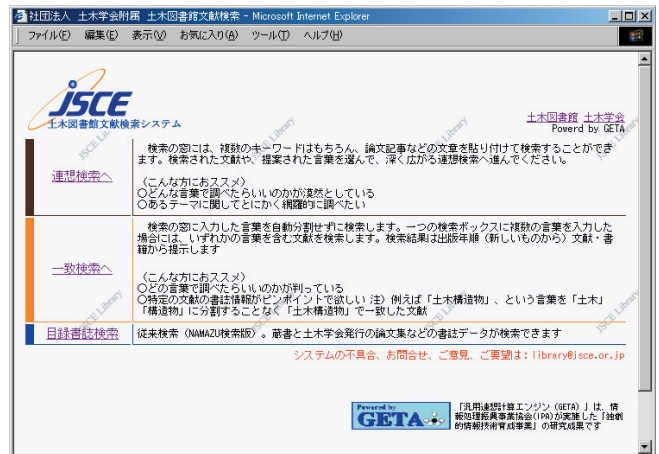 社団法人 土木学会附属 土木図書館文献検索 - Microsoft Internet Explorer
ファイル(F) 編集(E) 表示(V) お気に入り(A) ツール(T) ヘルプ(H)
JSCE
土木図書館文献検索システム
土木図書館 土木学会
Powerd by GETA
連想検索へ
検索の窓には、複数のキーワードはもちろん、論文記事などの文章を貼り付けて検索することができ
ます。検索された文献や、提案された言葉を選んで、深く広がる連想検索へ進んでください。
(こんな方におススメ)
○どんな言葉で調べたらいいのかが漠然としている
○あるテーマに関してとにかく網羅的に調べたい
一致検索へ
検索の窓に入力した言葉を自動分割せずに検索します。一つの検索ボックスに複数の言葉を入力した
場合には、いずれかの言葉を含む文献を検索します。検索結果は出版年順（新しいものから）文献・書
籍から提示します
(こんな方におススメ)
○どの言葉で調べたらいいのかが判っている
○特定の文献の書誌情報がピンポイントで欲しい 注）例えば「土木構造物」、という言葉を「土木」
「構造物」に分割することなく「土木構造物」で一致した文献
目録書誌検索
従来検索（NAMAZU検索版）。蔵書と土木学会発行の論文集などの書誌データが検索できます
システムの不具合、お問合せ、ご意見、ご要望は：library@jsce.or.jp
Powered by
GETA
「汎用連想計算エンジン（GETA）」は、情
報処理振興事業協会(IPA)が実施した「独創
的情報技術育成事業」の研究成果です